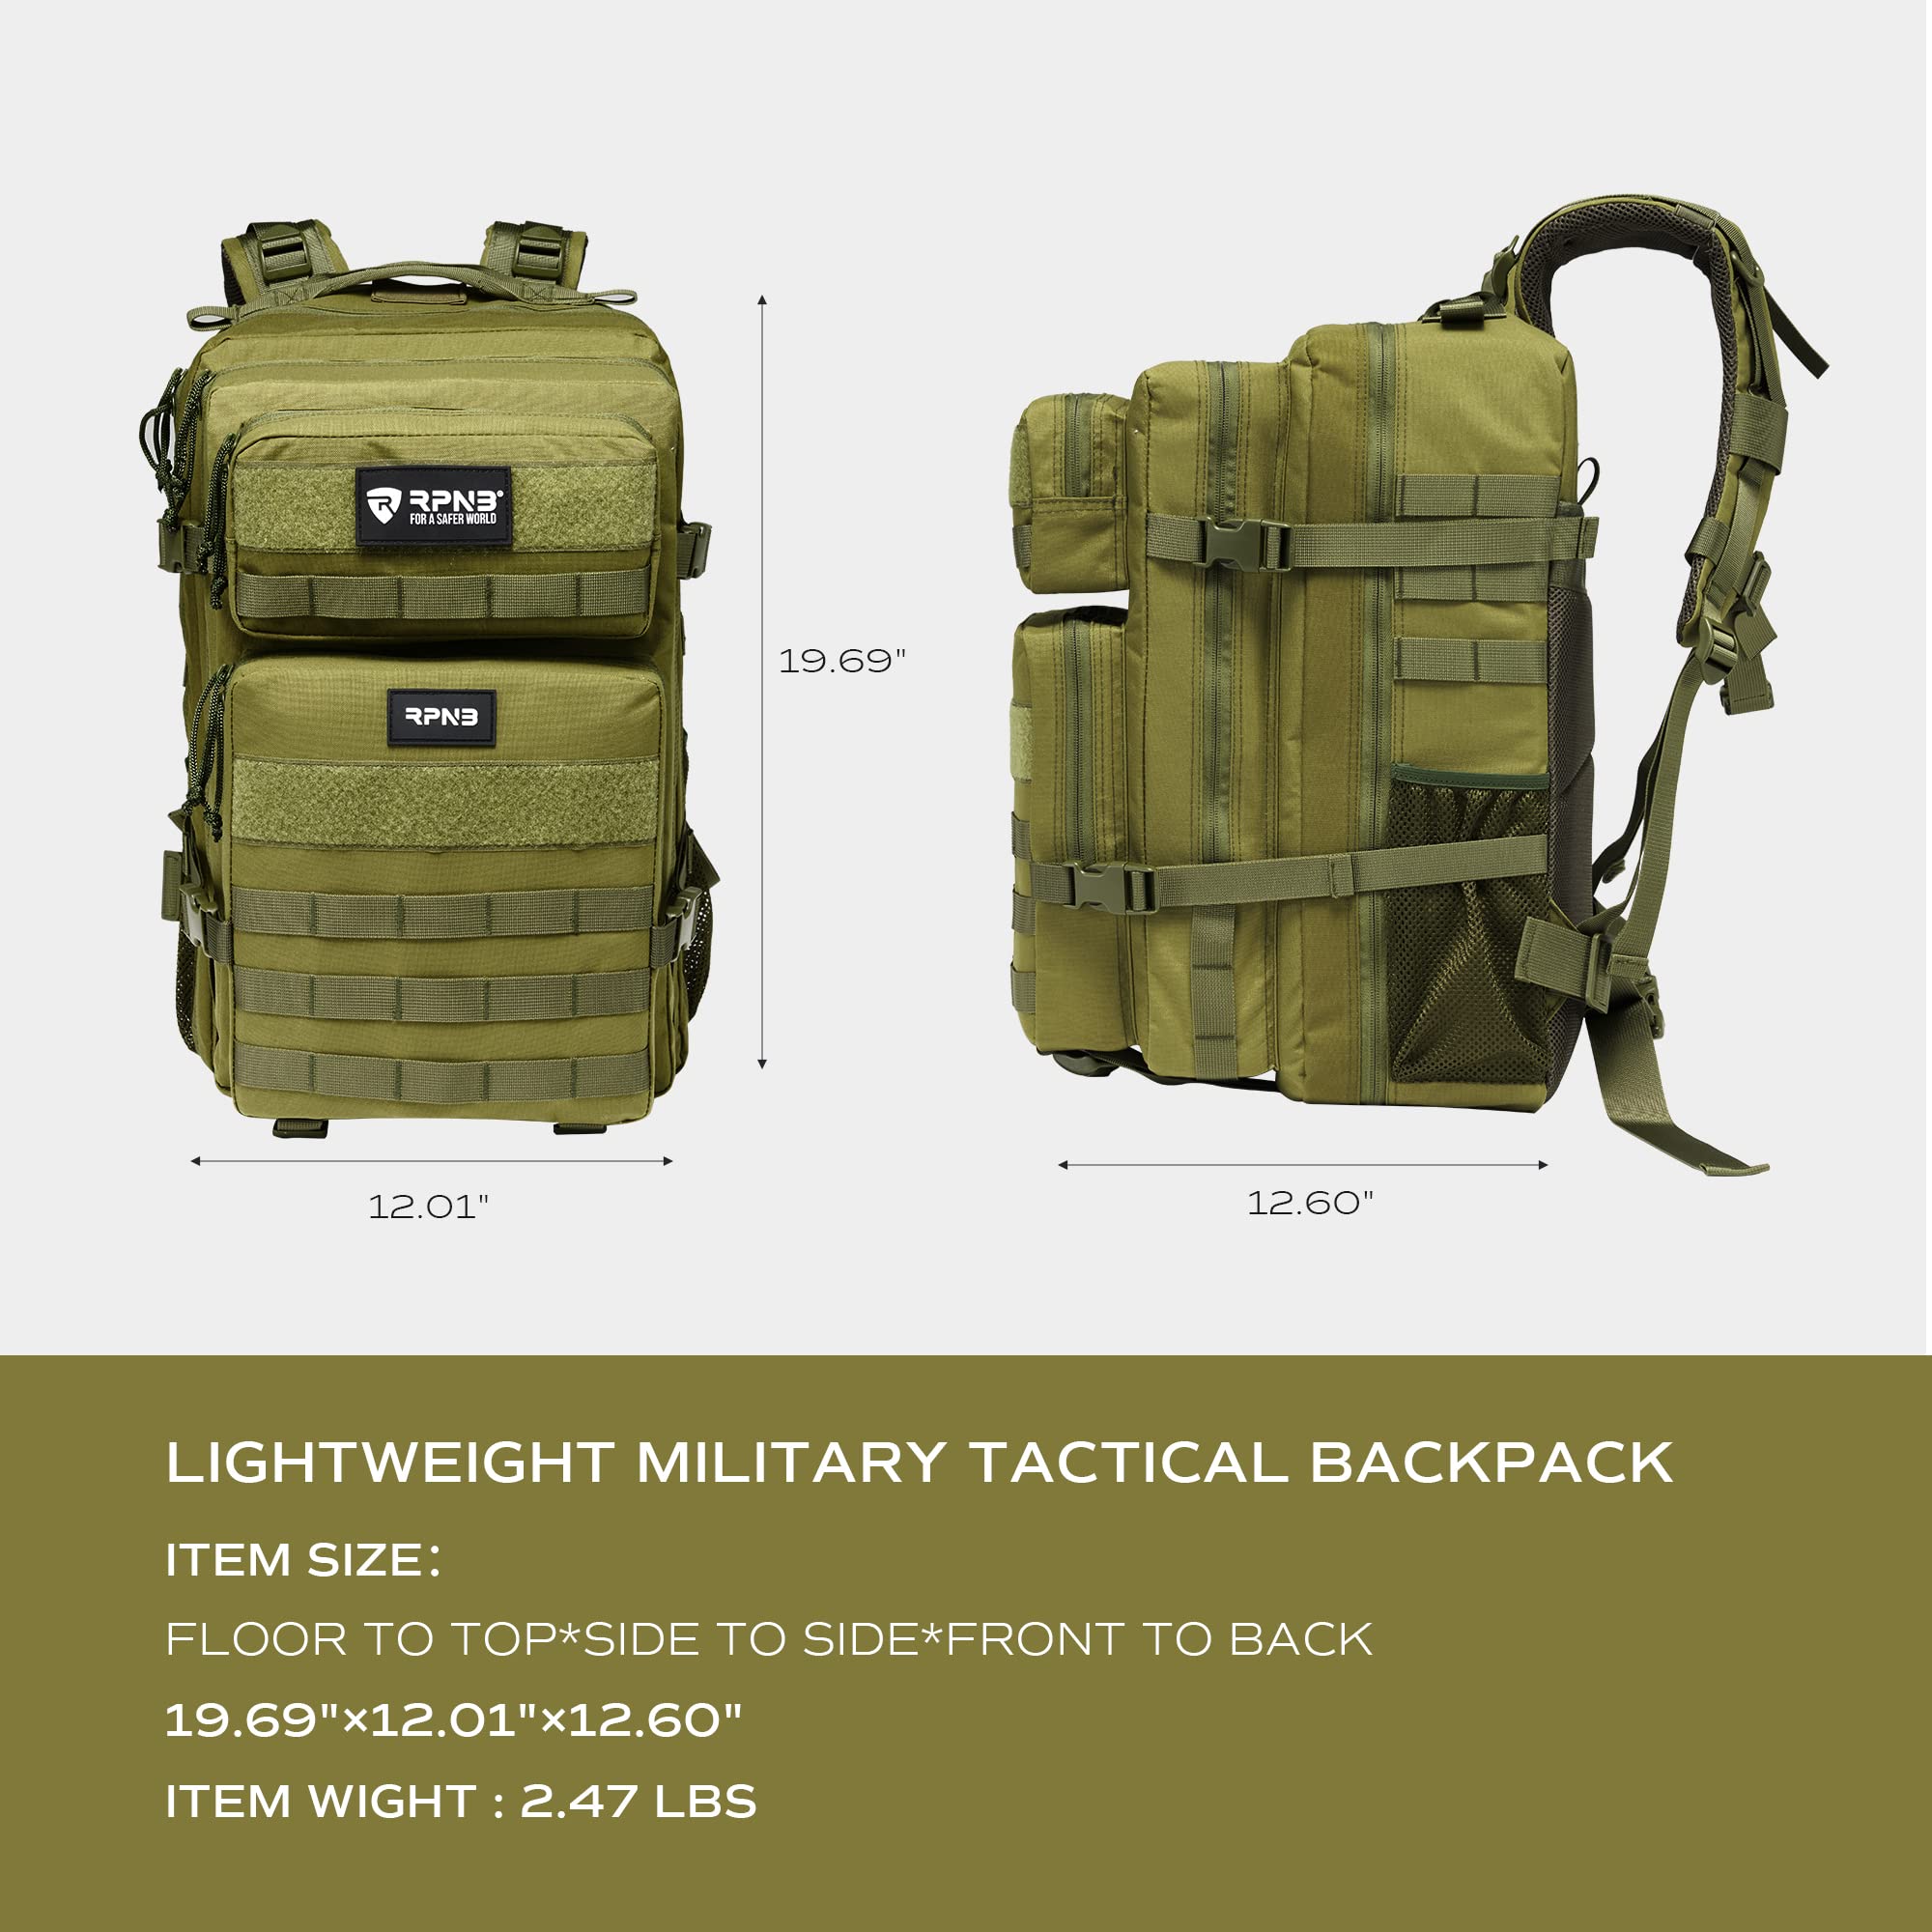 RPNB®
FOR A SAFER WORLD
RPNB
19.69"
12.01"
12.60"
LIGHTWEIGHT MILITARY TACTICAL BACKPACK
ITEM SIZE:
FLOOR TO TOP*SIDE TO SIDE*FRONT TO BACK
19.69"×12.01"×12.60"
ITEM WIGHT : 2.47 LBS